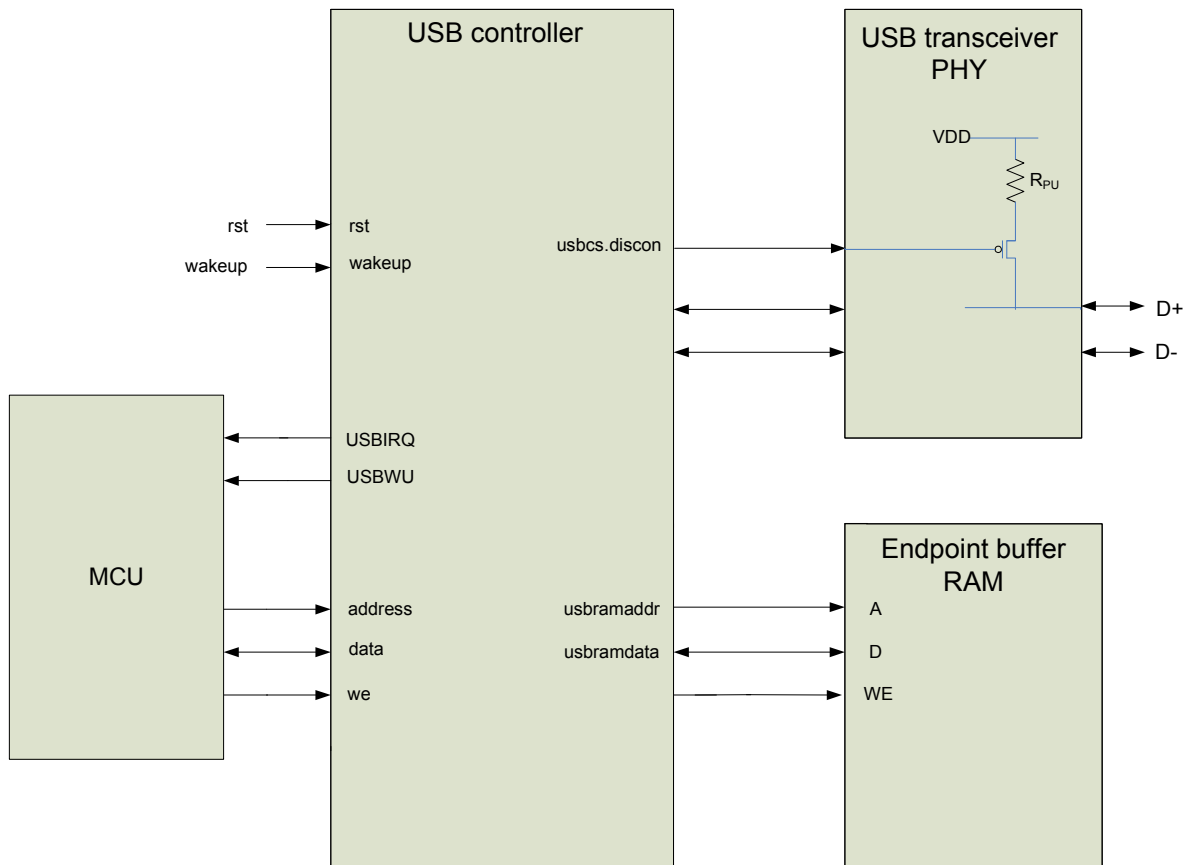 USB controller
USB transceiver
PHY
VDD
RPU
rst
rst
usbcs.discon
wakeup
wakeup
D+
D-
USBIRQ
USBWU
Endpoint buffer
RAM
MCU
address
usbramaddr
A
data
usbramdata
D
we
WE